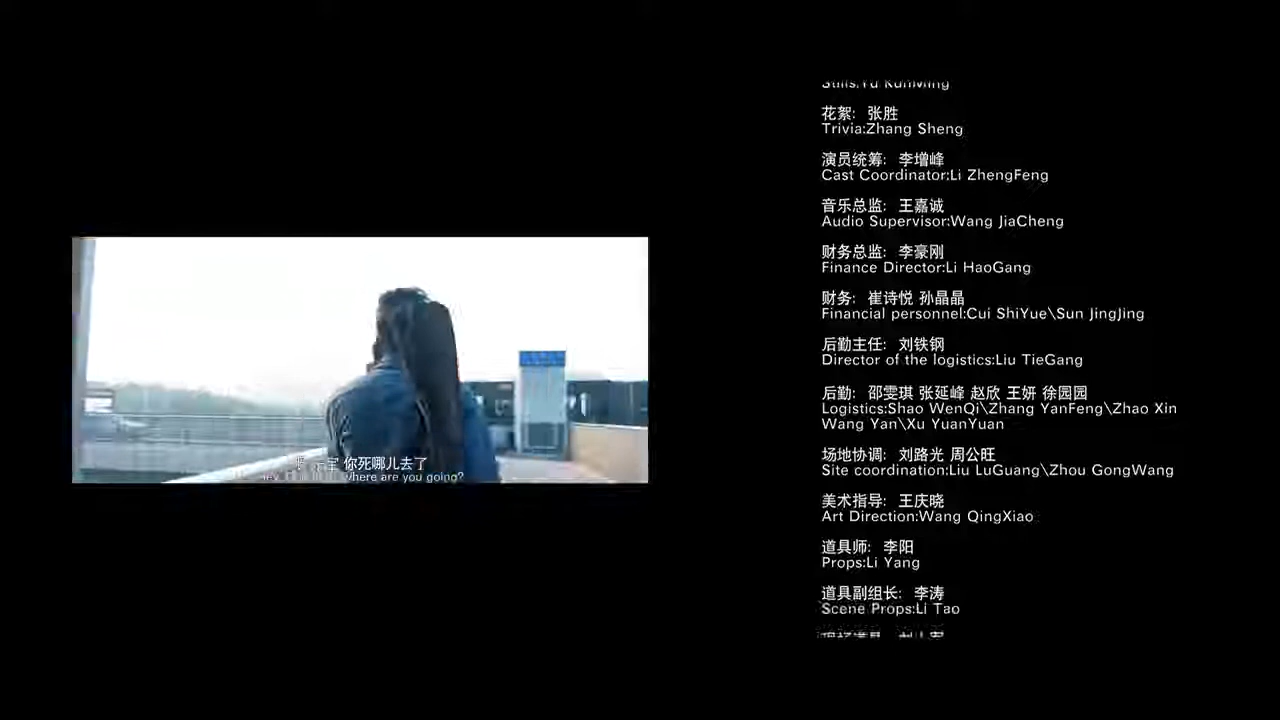 你死哪儿去了
where are you going?
花絮: 张胜
Trivia:Zhang Sheng
演员统筹: 李增峰
Cast Coordinator:Li ZhengFeng
音乐总监: 王嘉诚
Audio Supervisor:Wang JiaCheng
财务总监: 李豪刚
Finance Director:Li HaoGang
财务: 崔诗悦 孙晶晶
Financial personnel:Cui ShiYue\Sun JingJing
后勤主任: 刘铁钢
Director of the logistics:Liu TieGang
后勤: 邵雯琪 张延峰 赵欣 王妍 徐园园
Logistics:Shao WenQi\Zhang YanFeng\Zhao Xin
Wang Yan\Xu YuanYuan
场地协调: 刘路光 周公旺
Site coordination:Liu LuGuang\Zhou GongWang
美术指导: 王庆晓
Art Direction:Wang QingXiao
道具师: 李阳
Props:Li Yang
道具副组长: 李涛
Scene Props:Li Tao